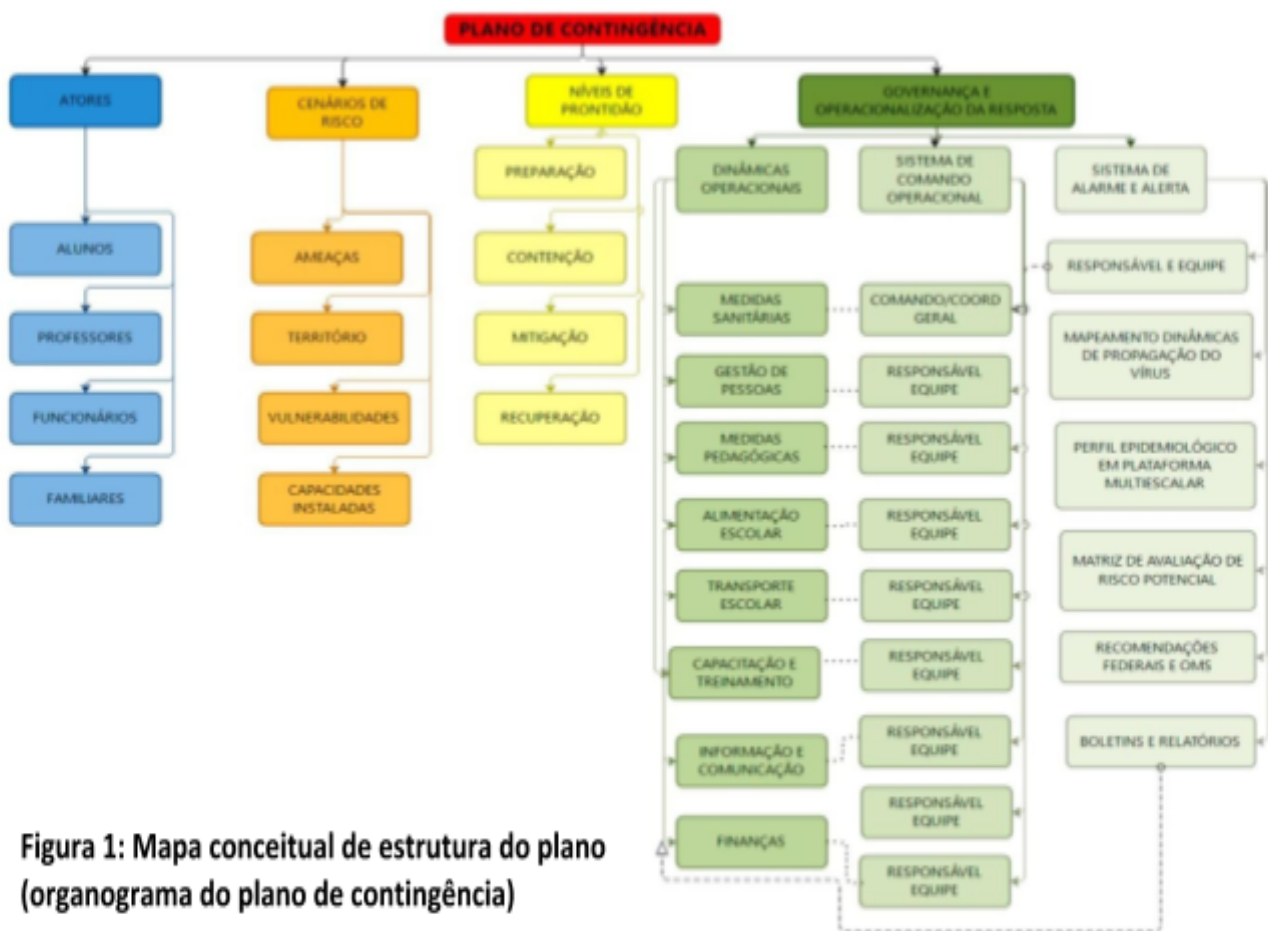 PLANO DE CONTINGÊNCIA
ATORES
ALUNOS
PROFESSORES
FUNCIONÁRIOS
FAMILIARES
CENÁRIOS DE
RISCO
AMEAÇAS
TERRITÓRIO
VULNERABILIDADES
CAPACIDADES
INSTALADAS
NÍVEIS DE
PRONTIDÃO
PREPARAÇÃO
CONTENÇÃO
MITIGAÇÃO
RECUPERAÇÃO
GOVERNANÇA E
OPERACIONALIZAÇÃO DA RESPOSTA
DINÂMICAS
OPERACIONAIS
MEDIDAS
SANITÁRIAS
GESTÃO DE
PESSOAS
MEDIDAS
PEDAGÓGICAS
ALIMENTAÇÃO
ESCOLAR
TRANSPORTE
ESCOLAR
CAPACITAÇÃO E
TREINAMENTO
INFORMAÇÃO E
COMUNICAÇÃO
FINANÇAS
SISTEMA DE
COMANDO
OPERACIONAL
COMANDO/COORD
GERAL
RESPONSÁVEL
EQUIPE
RESPONSÁVEL
EQUIPE
RESPONSÁVEL
EQUIPE
RESPONSÁVEL
EQUIPE
RESPONSÁVEL
EQUIPE
RESPONSÁVEL
EQUIPE
RESPONSÁVEL
EQUIPE
RESPONSÁVEL
EQUIPE
SISTEMA DE
ALARME E ALERTA
RESPONSÁVEL E EQUIPE
MAPEAMENTO DINÂMICAS
DE PROPAGAÇÃO DO
VÍRUS
PERFIL EPIDEMIOLÓGICO
EM PLATAFORMA
MULTIESCALAR
MATRIZ DE AVALIAÇÃO DE
RISCO POTENCIAL
RECOMENDAÇÕES
FEDERAIS E OMS
BOLETINS E RELATÓRIOS
Figura 1: Mapa conceitual de estrutura do plano
(organograma do plano de contingência)